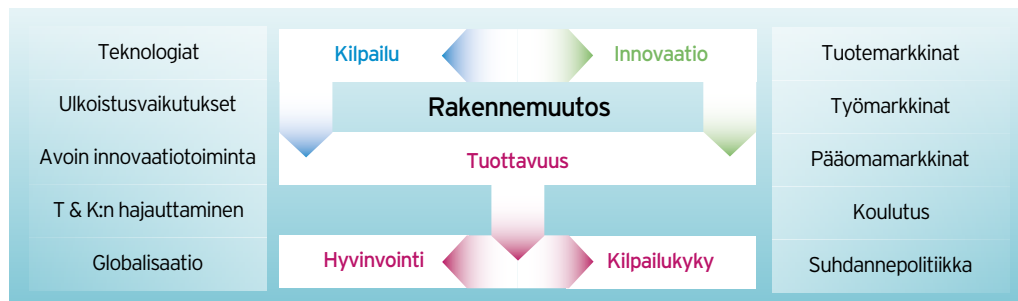 Teknologiat
Ulkoistusvaikutukset
Avoin innovaatiotoiminta
T & K:n hajauttaminen
Globalisaatio
Kilpailu
Innovaatio
Rakennemuutos
Tuottavuus
Hyvinvointi
Kilpailukyky
Tuotemarkkinat
Työmarkkinat
Pääomamarkkinat
Koulutus
Suhdannepolitiikka